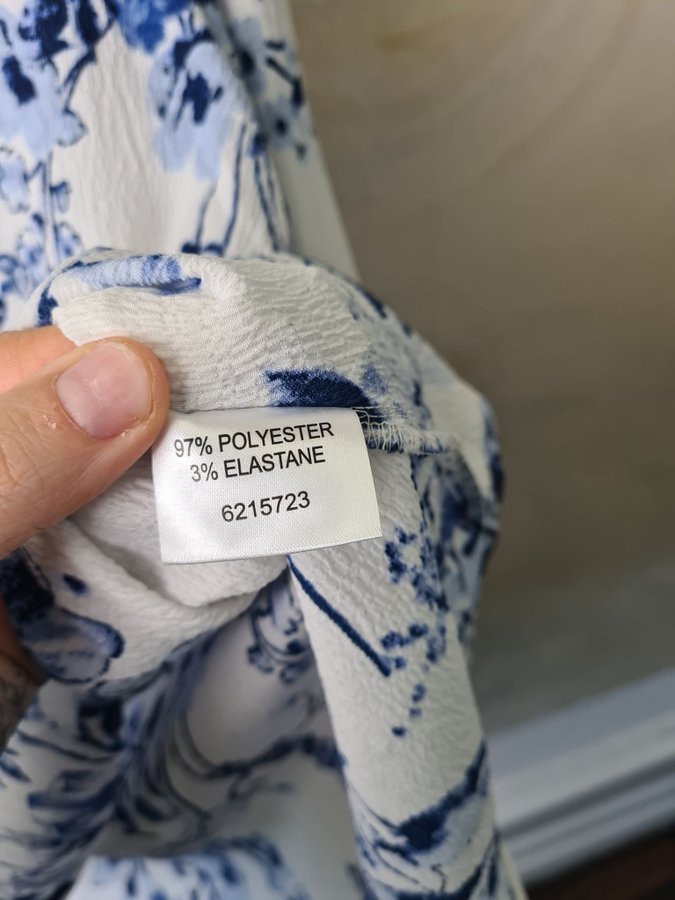 97% POLYESTER
3% ELASTANE
6215723